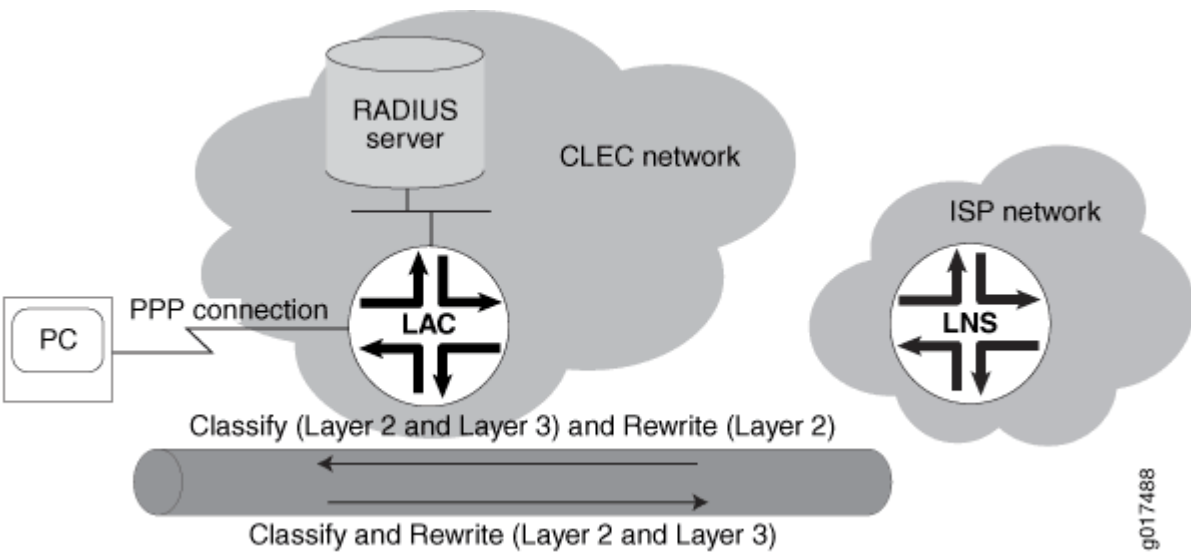 RADIUS
server
CLEC network
ISP network
PPP connection
PC
LAC
LNS
Classify (Layer 2 and Layer 3) and Rewrite (Layer 2)
Classify and Rewrite (Layer 2 and Layer 3)
g017488